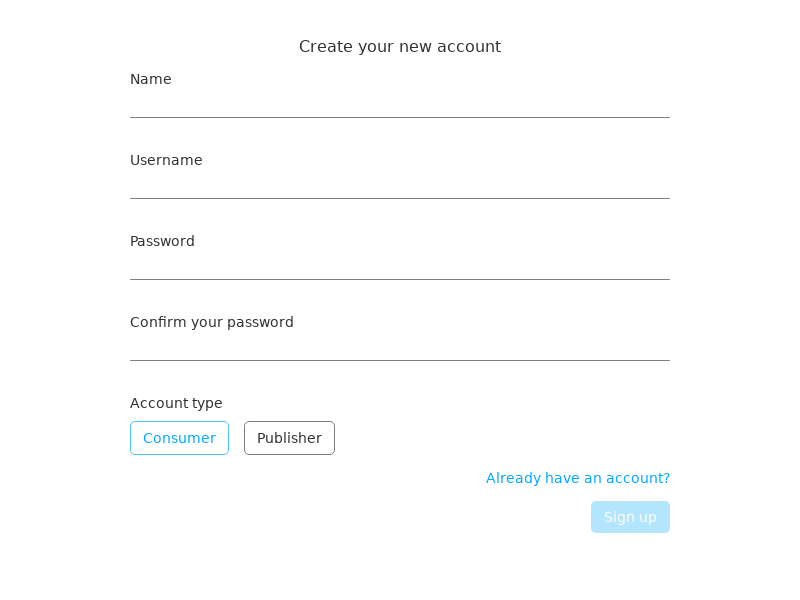 Create your new account
Name
Username
Password
Confirm your password
Account type
Consumer Publisher
Already have an account?
Sign up